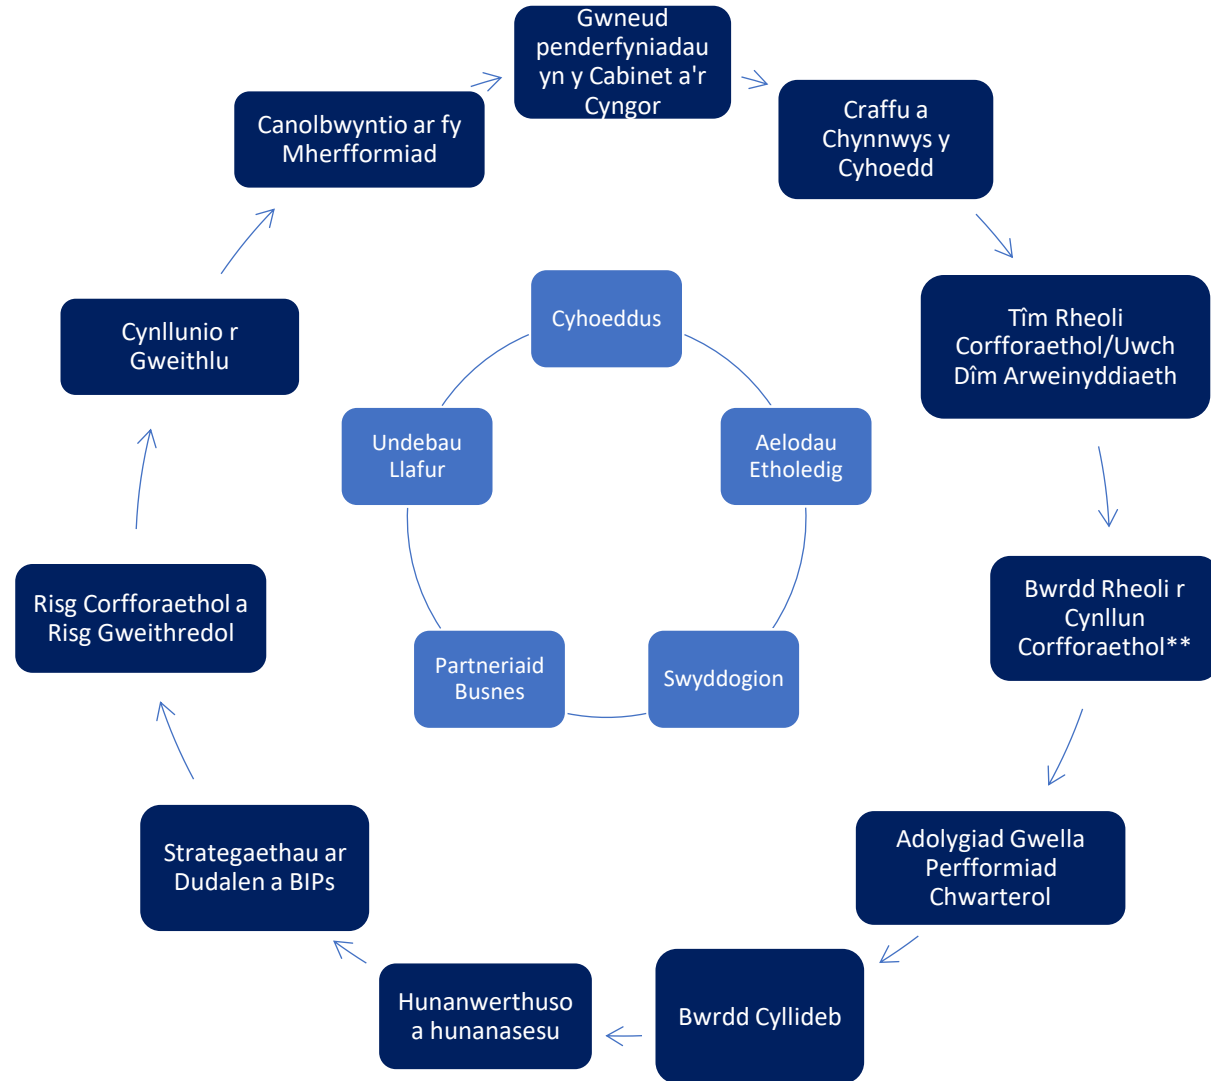 Gwneud
penderfyniadau
yn y Cabinet a'r
Cyngor
Craffu a
Chynnwys y
Cyhoedd
Tîm Rheoli
Corfforaethol/Uwch
Dîm Arweinyddiaeth
Bwrdd Rheoli r
Cynllun
Corfforaethol**
Adolygiad Gwella
Perfformiad
Chwarterol
Bwrdd Cyllideb
Hunanwerthuso
a hunanasesu
Strategaethau ar
Dudalen a BIPs
Risg Corfforaethol a
Risg Gweithredol
Cynllunio r
Gweithlu
Canolbwyntio ar fy
Mherfformiad
Cyhoeddus
Aelodau
Etholedig
Swyddogion
Partneriaid
Busnes
Undebau
Llafur